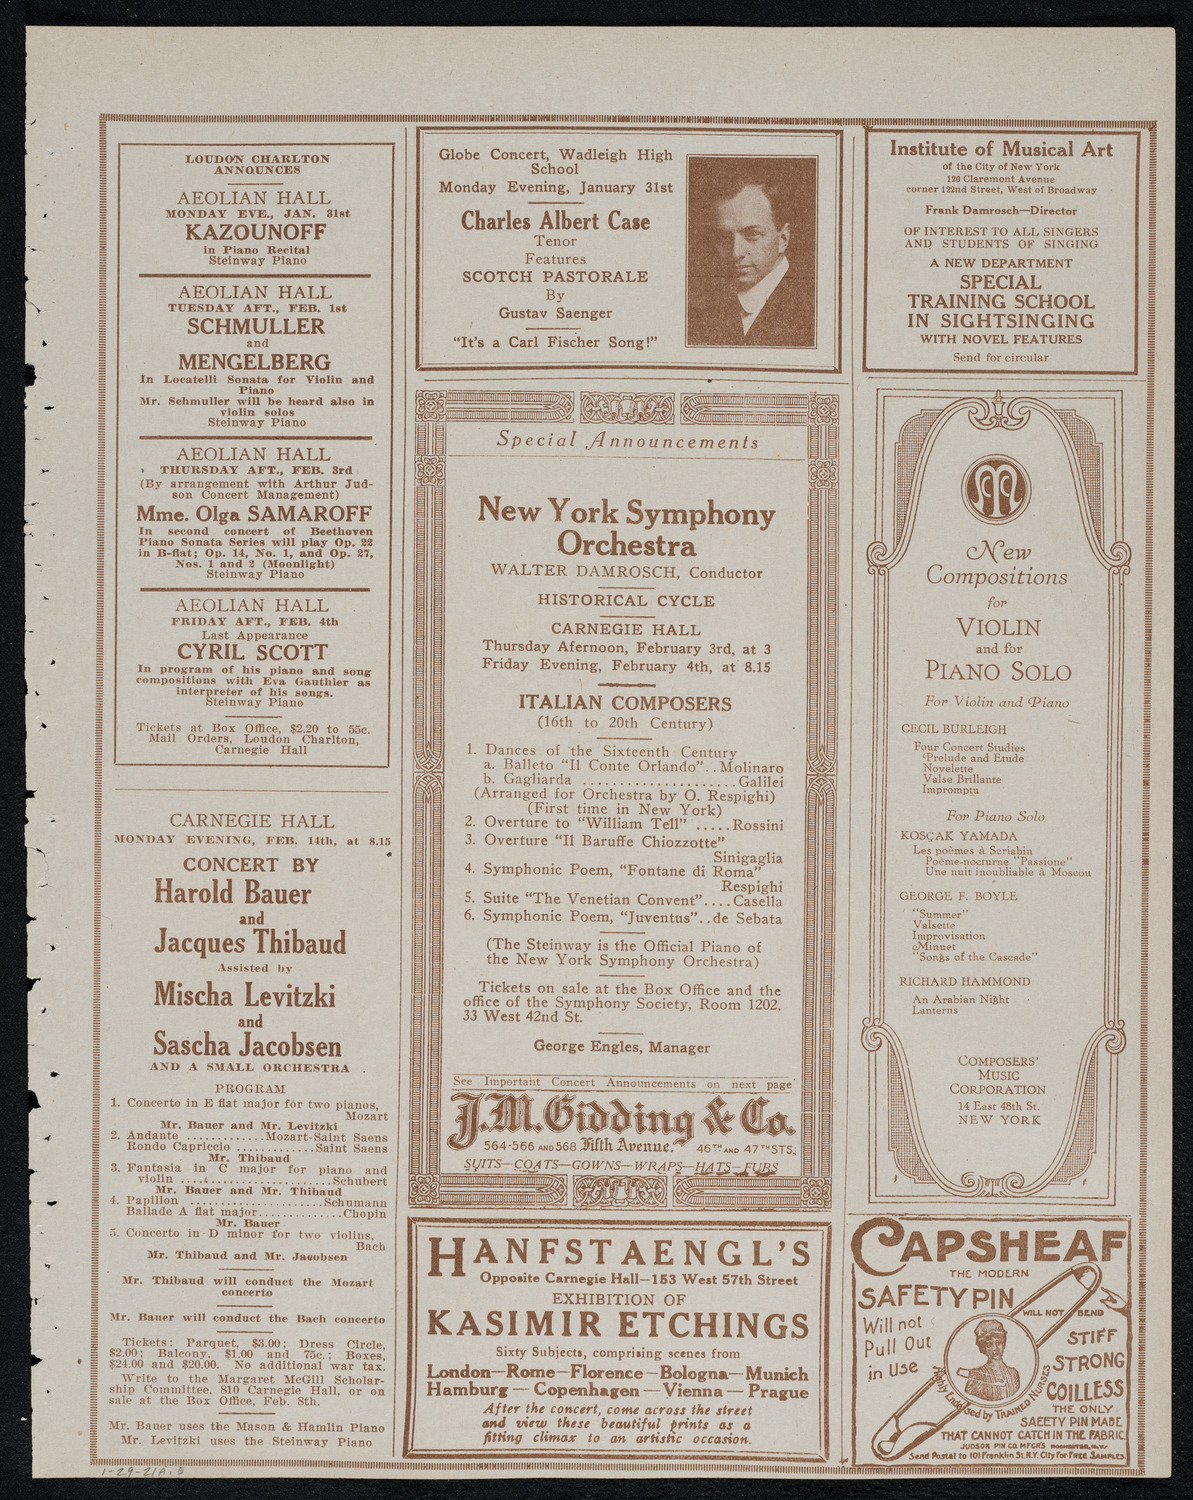 LOUDON CHARLTON
ANNOUNCES
AEOLIAN HALL
MONDAY EVE., JAN. 31st
KAZOUNOFF
in Piano Recital
Steinway Piano
AEOLIAN HALL
TUESDAY AFT., FEB. 1st
SCHMULLER
and
MENGELBERG
In Locatelli Sonata for Violin and
Piano
Mr. Schmuller will be heard also in
violin solos
Steinway Piano
AEOLIAN HALL
THURSDAY AFT., FEB. 3rd
(By arrangement with Arthur Jud-
son Concert Management)
Mme. Olga SAMAROFF
In second concert of Beethoven
Piano Sonata Series will play Op. 22
in B-flat; Op. 14, No. 1, and Op. 27,
Nos. 1 and 2 (Moonlight)
Steinway Piano
AEOLIAN HALL
FRIDAY AFT., FEB. 4th
Last Appearance
CYRIL SCOTT
In program of his piano and song
compositions with Eva Gauthier as
interpreter of his songs.
Steinway Piano
Tickets at Box Office, $2.20 to 55c.
Mail Orders, Loudon Charlton,
Carnegie Hall
CARNEGIE HALL
MONDAY EVENING, FEB. 14th, at 8.15
CONCERT BY
Harold Bauer
and
Jacques Thibaud
Assisted by
Mischa Levitzki
and
Sascha Jacobsen
AND A SMALL ORCHESTRA
PROGRAM
1. Concerto in E flat major for two pianos,
Mozart
Mr. Bauer and Mr. Levitzki
2. Andante ............Mozart-Saint Saens
Rondo Capriccio ............Saint Saens
Mr. Thibaud
3. Fantasia in C major for piano and
violin ....................Schubert
Mr. Bauer and Mr. Thibaud
4. Papillon ....................Schumann
Ballade A flat major.............Chopin
Mr. Bauer
5. Concerto in D minor for two violins,
Bach
Mr. Thibaud and Mr. Jacobsen
Mr. Thibaud will conduct the Mozart
concerto
Mr. Bauer will conduct the Bach concerto
Tickets: Parquet, $3.00; Dress Circle,
$2.00; Balcony, $1.00 and 75c.; Boxes,
$24.00 and $20.00. No additional war tax.
Write to the Margaret McGill Scholar-
ship Committee, 810 Carnegie Hall, or on
sale at the Box Office, Feb. 8th.
Mr. Bauer uses the Mason & Hamlin Piano
Mr. Levitzki uses the Steinway Piano
1-29-21A.5
Globe Concert, Wadleigh High
School
Monday Evening, January 31st
Charles Albert Case
Tenor
Features
SCOTCH PASTORALE
By
Gustav Saenger
"It's a Carl Fischer Song!"
Special Announcements
New York Symphony
Orchestra
WALTER DAMROSCH, Conductor
HISTORICAL CYCLE
CARNEGIE HALL
Thursday Afernoon, February 3rd, at 3
Friday Evening, February 4th, at 8.15
ITALIAN COMPOSERS
(16th to 20th Century)
1. Dances of the Sixteenth Century
a. Balleto "Il Conte Orlando"..Molinaro
b. Gagliarda ....................Galilei
(Arranged for Orchestra by O. Respighi)
(First time in New York)
2. Overture to "William Tell" .....Rossini
3. Overture "Il Baruffe Chiozzotte"
Sinigaglia
4. Symphonic Poem, "Fontane di Roma"
Respighi
5. Suite "The Venetian Convent"....Casella
6. Symphonic Poem, "Juventus"..de Sebata
(The Steinway is the Official Piano of
the New York Symphony Orchestra)
Tickets on sale at the Box Office and the
office of the Symphony Society, Room 1202,
33 West 42nd St.
George Engles, Manager
See Important Concert Announcements on next page
J.M. Gidding & Co.
564-566 AND 568 Fifth Avenue. 46TH AND 47TH STS.
SUITS—COATS—GOWNS—WRAPS—HATS—FURS
HANFSTAENGL'S
Opposite Carnegie Hall—153 West 57th Street
EXHIBITION OF
KASIMIR ETCHINGS
Sixty Subjects, comprising scenes from
London—Rome—Florence—Bologna—Munich
Hamburg—Copenhagen—Vienna—Prague
After the concert, come across the street
and view these beautiful prints as a
fitting climax to an artistic occasion.
Institute of Musical Art
of the City of New York
120 Claremont Avenue
corner 122nd Street, West of Broadway
Frank Damrosch—Director
OF INTEREST TO ALL SINGERS
AND STUDENTS OF SINGING
A NEW DEPARTMENT
SPECIAL
TRAINING SCHOOL
IN SIGHTSINGING
WITH NOVEL FEATURES
Send for circular
New
Compositions
for
VIOLIN
and for
PIANO SOLO
For Violin and Piano
CECIL BURLEIGH
Four Concert Studies
Prelude and Etude
Novelette
Valse Brillante
Impromptu
For Piano Solo
KOSÇAK YAMADA
Les poèmes à Scriabin
Poème-nocturne "Passione"
Une nuit inoubliable à Moscou
GEORGE F. BOYLE
"Summer"
Valsette
Improvisation
Minuet
"Songs of the Cascade"
RICHARD HAMMOND
An Arabian Night
Lanterns
COMPOSERS'
MUSIC
CORPORATION
14 East 48th St.
NEW YORK
CAPSHEAF
THE MODERN
SAFETY PIN
WILL NOT BEND
Will not
Pull Out
in Use
STIFF
STRONG
COILLESS
Highly Endorsed by TRAINED NURSES
THE ONLY
SAFETY PIN MADE
THAT CANNOT CATCH IN THE FABRIC.
JUDSON PIN CO. MFGRS ROCHESTER, N.Y.
Send Postal to 101 Franklin St. N.Y. City for FREE SAMPLES